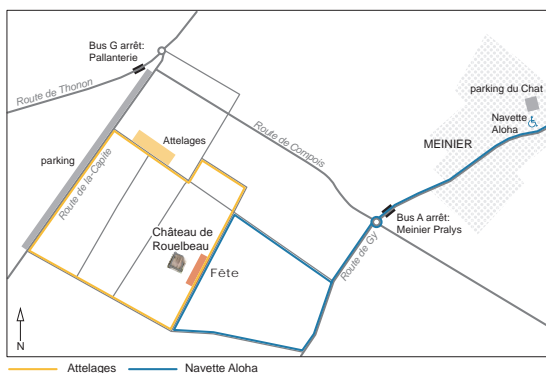 Bus G arrêt:
Pallanterie
Route de Thonon
parking du Chat
Navette
Aloha
Attelages
Route de Compois
MEINIER
parking
Route de-la-Capite
Bus A arrêt:
Meinier Pralys
Château de
Rouelbeau
Fête
Route de Gy
N
Attelages
Navette Aloha